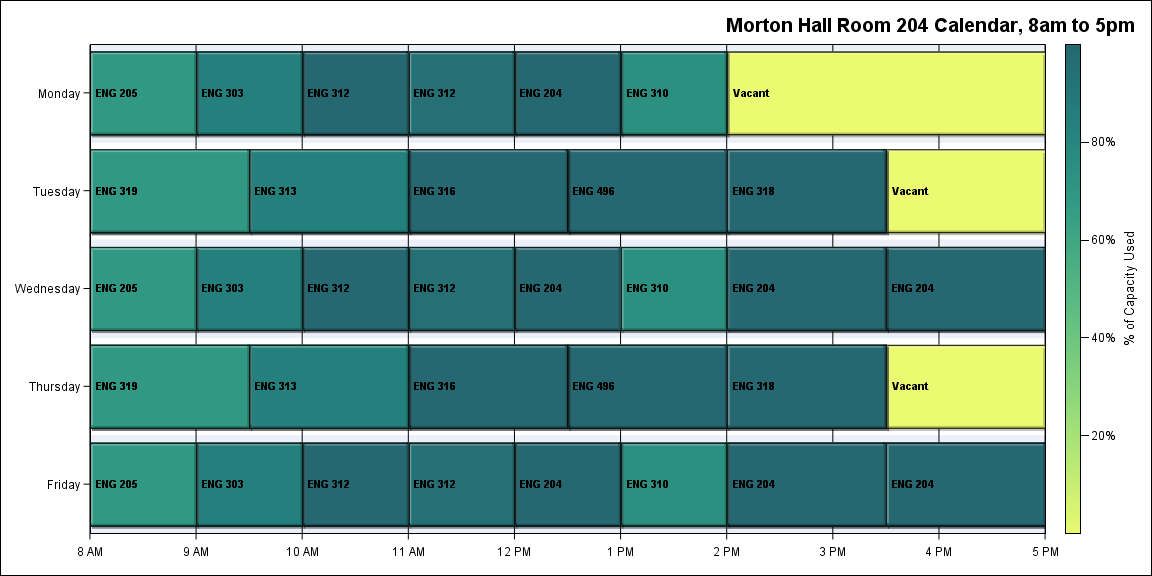 Morton Hall Room 204 Calendar, 8am to 5pm
Monday
ENG 205
ENG 303
ENG 312
ENG 312
ENG 204
ENG 310
Vacant
Tuesday
ENG 319
ENG 313
ENG 316
ENG 496
ENG 318
Vacant
Wednesday
ENG 205
ENG 303
ENG 312
ENG 312
ENG 204
ENG 310
ENG 204
ENG 204
Thursday
ENG 319
ENG 313
ENG 316
ENG 496
ENG 318
Vacant
Friday
ENG 205
ENG 303
ENG 312
ENG 312
ENG 204
ENG 310
ENG 204
ENG 204
8 AM
9 AM
10 AM
11 AM
12 PM
1 PM
2 PM
3 PM
4 PM
5 PM
80%
60%
40%
20%
% of Capacity Used